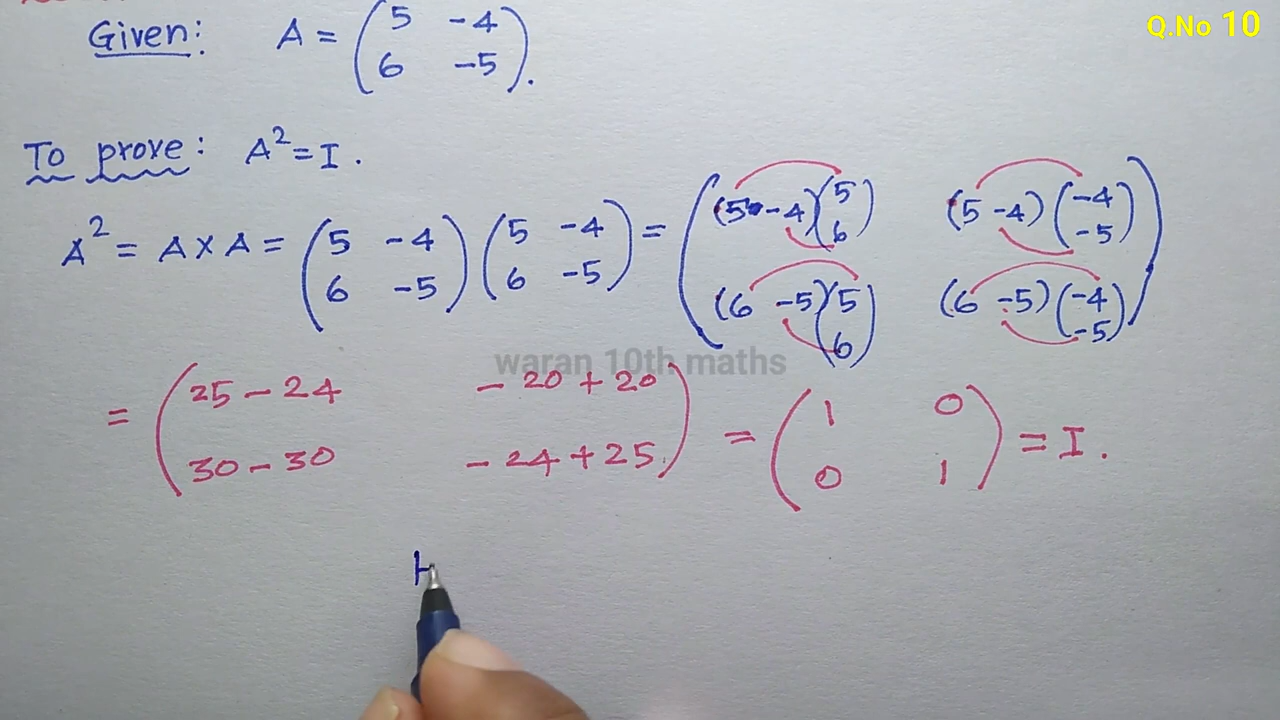 Q.No 10
Given: A = ( 5 -4
6 -5 ).
To prove: A² = I.
A² = A × A = ( 5 -4
6 -5 ) ( 5 -4
6 -5 ) = ( (5 -4) ( 5
6 ) (5 -4) ( -4
-5 )
(6 -5) ( 5
6 ) (6 -5) ( -4
-5 ) )
waran 10th maths
= ( 25 - 24 - 20 + 20
30 - 30 - 24 + 25 ) = ( 1 0
0 1 ) = I.
H